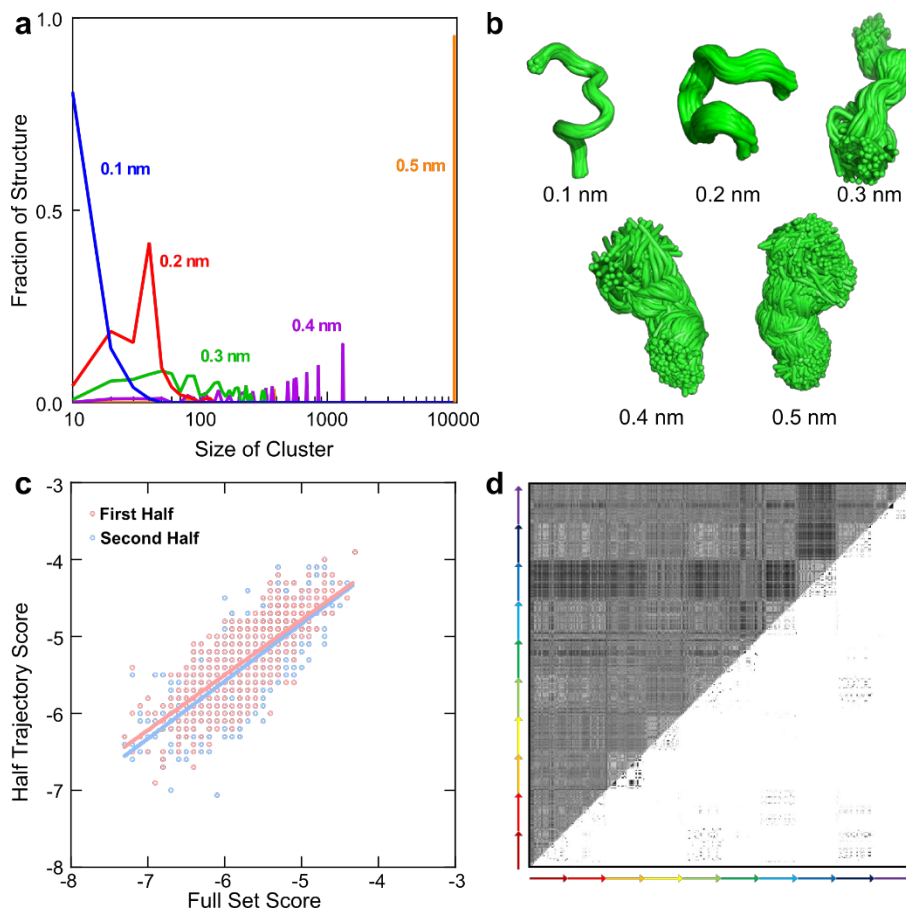 a
1.0
0.5
0.0
Fraction of Structure
0.1 nm
0.2 nm
0.3 nm
0.4 nm
0.5 nm
10
100
1000
10000
Size of Cluster
b
0.1 nm
0.2 nm
0.3 nm
0.4 nm
0.5 nm
c
-3
-4
-5
-6
-7
-8
Half Trajectory Score
First Half
Second Half
-8
-7
-6
-5
-4
-3
Full Set Score
d